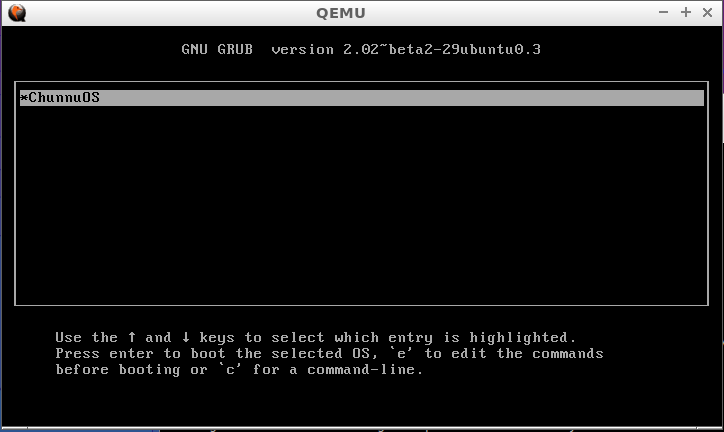 QEMU
GNU GRUB  version 2.02~beta2-29ubuntu0.3
*ChunnuOS
Use the ↑ and ↓ keys to select which entry is highlighted.
Press enter to boot the selected OS, `e' to edit the commands
before booting or `c' for a command-line.